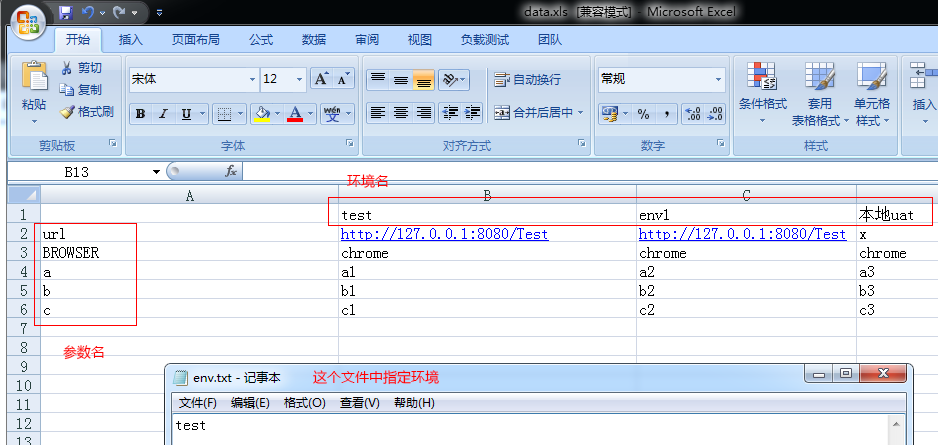 data.xls [兼容模式] - Microsoft Excel
开始 插入 页面布局 公式 数据 审阅 视图 负载测试 团队
剪切
复制
格式刷
粘贴
宋体 12
自动换行
合并后居中
常规
条件格式
套用
表格格式
单元格
样式
插入
剪贴板 字体 对齐方式 数字 样式
B13 fx
环境名
A B C
1 test env1 本地uat
2 url http://127.0.0.1:8080/Test http://127.0.0.1:8080/Test x
3 BROWSER chrome chrome chrome
4 a a1 a2 a3
5 b b1 b2 b3
6 c c1 c2 c3
7
8
参数名
9
10
11
12
13
env.txt - 记事本 这个文件中指定环境
文件(F) 编辑(E) 格式(O) 查看(V) 帮助(H)
test